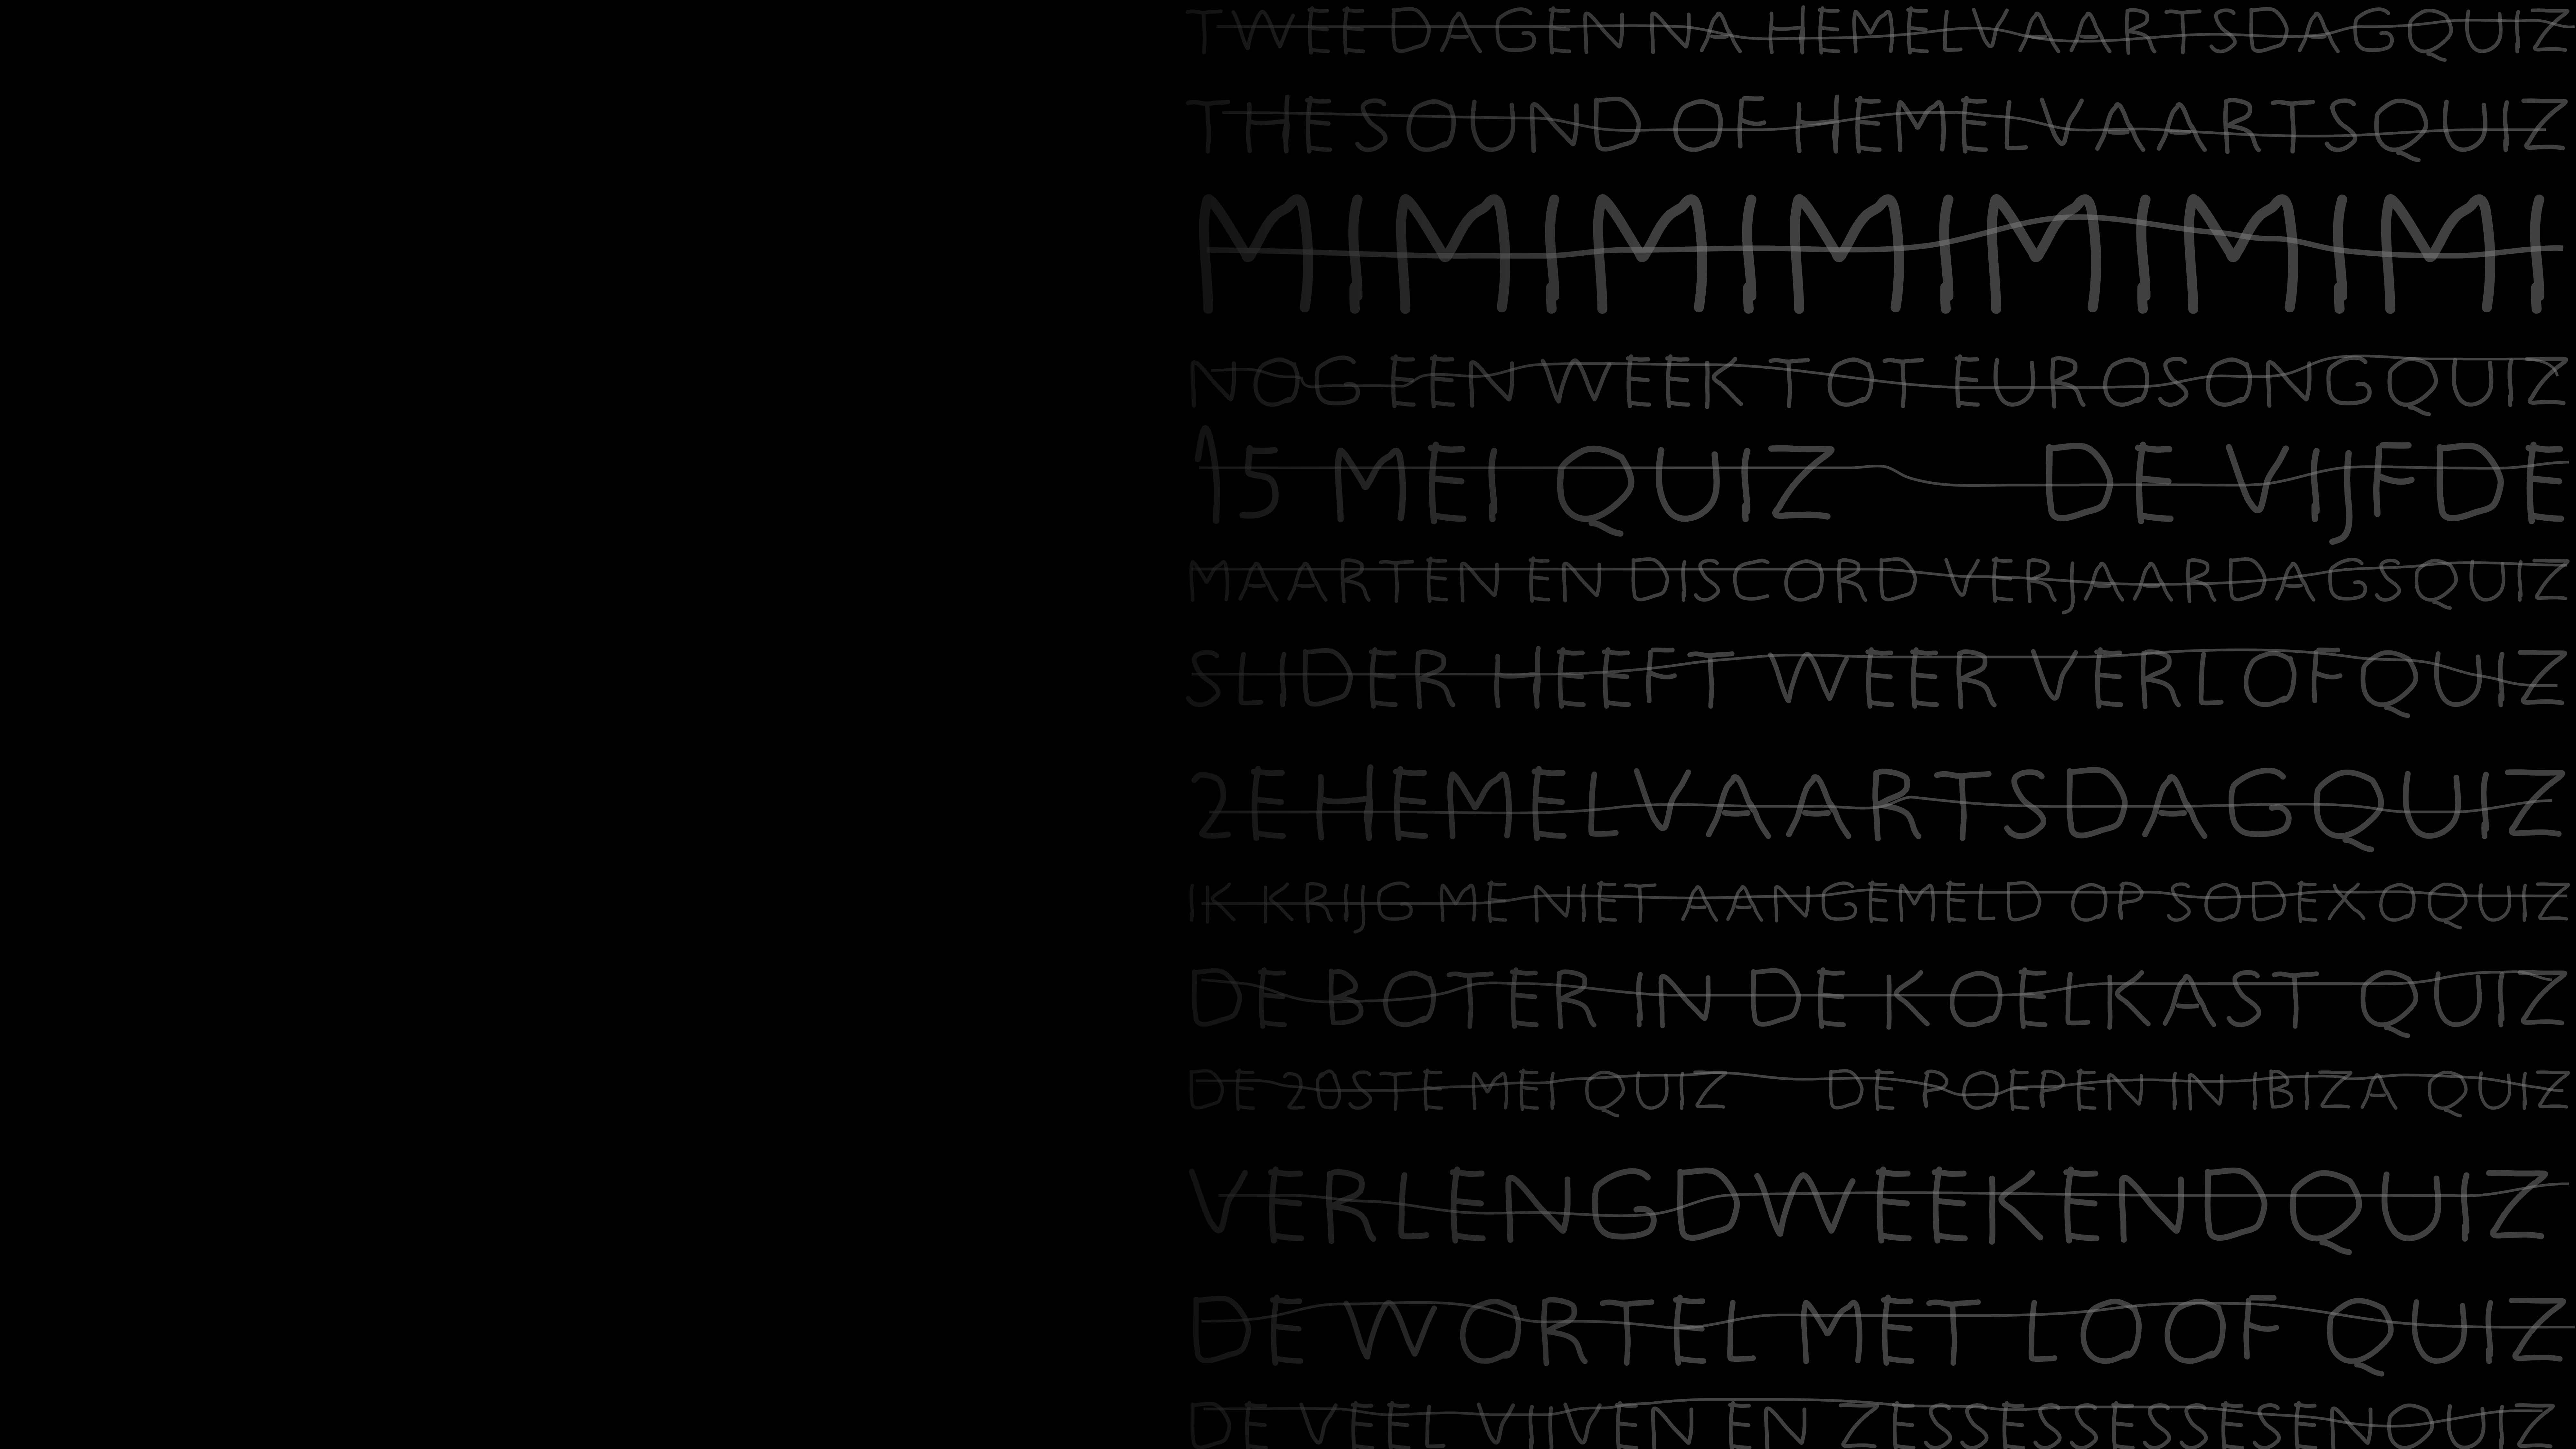 TWEE DAGEN NA HEMELVAARTSDAGQUIZ
THE SOUND OF HEMELVAARTSQUIZ
MIMIMIMIMIMIMI
NOG EEN WEEK TOT EUROSONGQUIZ
15 MEI QUIZ DE VIJFDE
MAARTEN EN DISCORD VERJAARDAGSQUIZ
SLIDER HEEFT WEER VERLOFQUIZ
2E HEMELVAARTSDAGQUIZ
IK KRIJG ME NIET AANGEMELD OP SODEXOQUIZ
DE BOTER IN DE KOELKAST QUIZ
DE 20STE MEI QUIZ DE POEPEN IN IBIZA QUIZ
VERLENGDWEEKENDQUIZ
DE WORTEL MET LOOF QUIZ
DE VEEL VIJVEN EN ZESSESSESSESENQUIZ